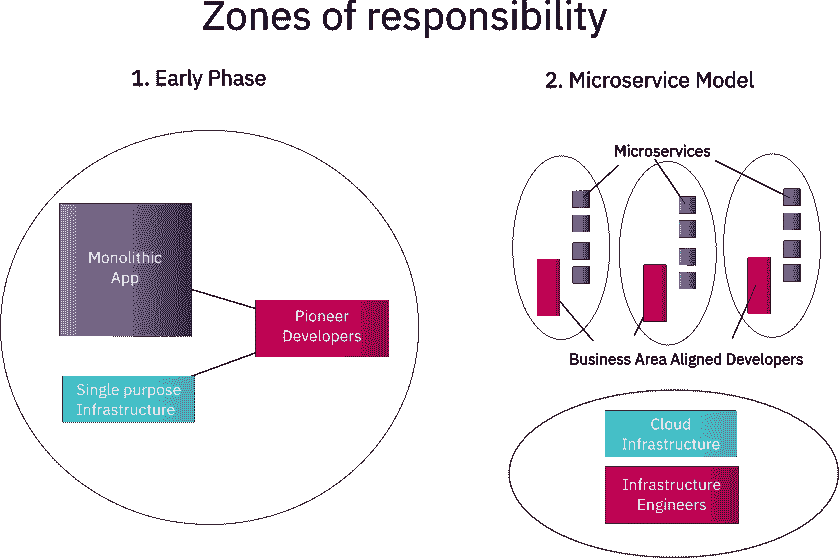 Zones of responsibility
1. Early Phase
Monolithic
App
Pioneer
Developers
Single purpose
Infrastructure
2. Microservice Model
Microservices
Business Area Aligned Developers
Cloud
Infrastructure
Infrastructure
Engineers